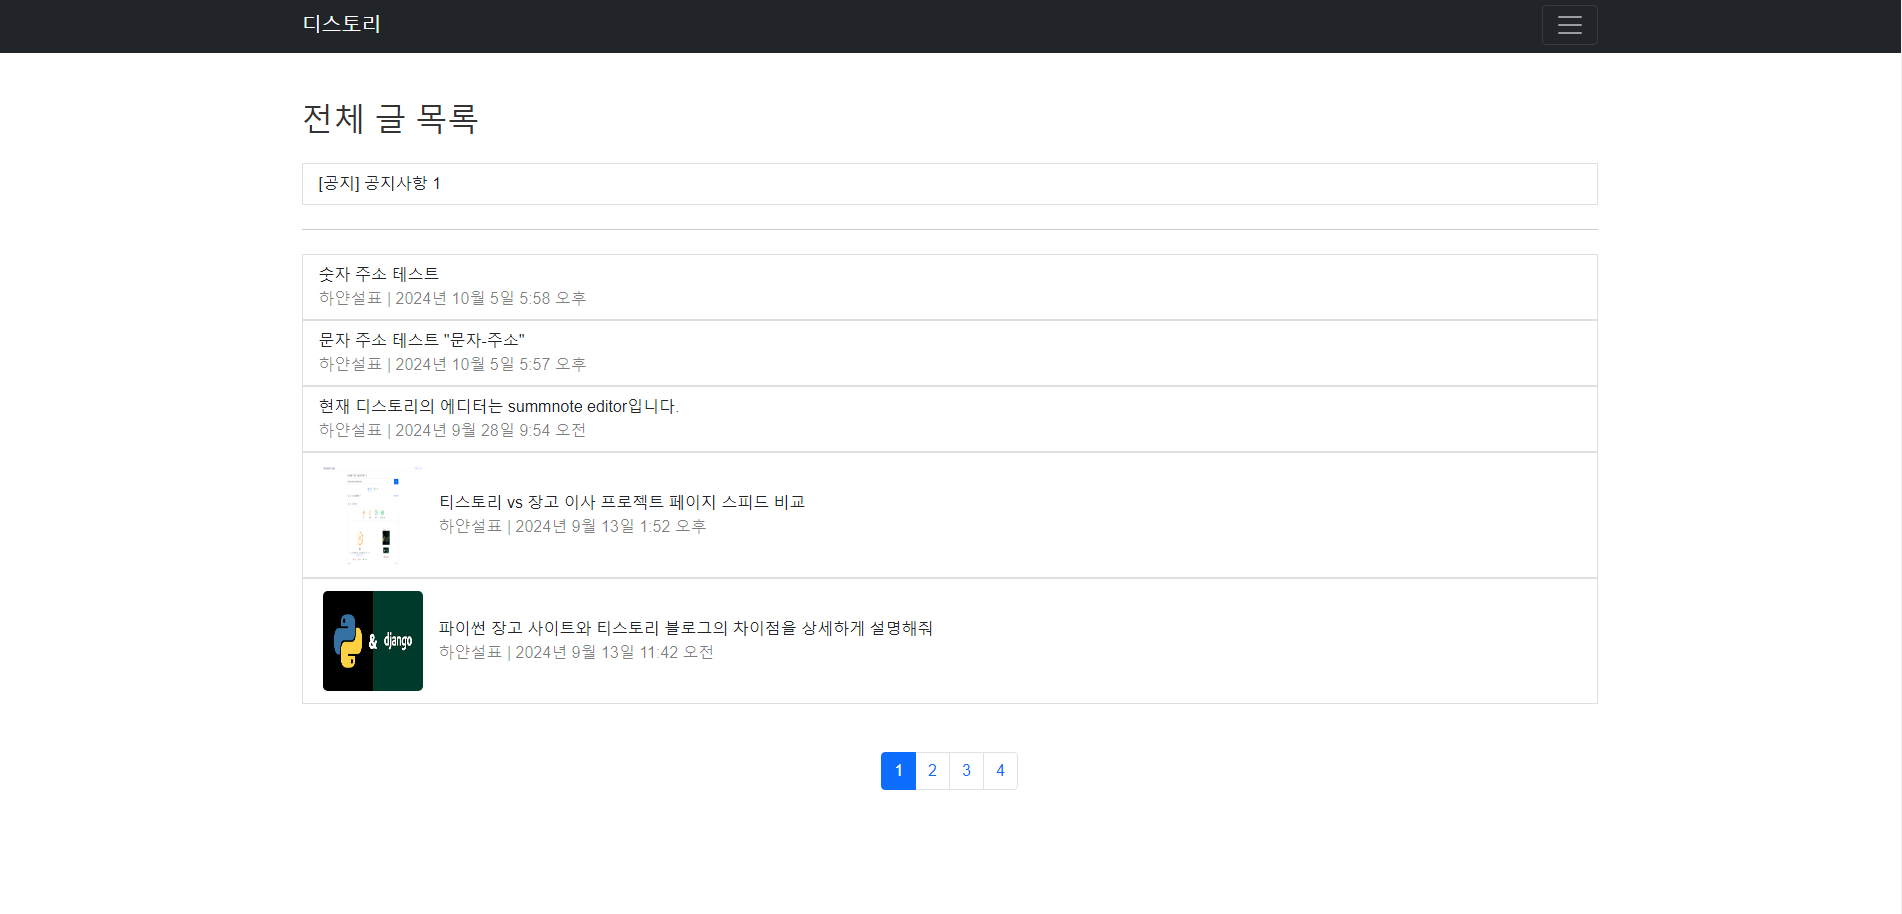 디스토리
전체 글 목록
[공지] 공지사항 1
숫자 주소 테스트
하얀설표 | 2024년 10월 5일 5:58 오후
문자 주소 테스트 "문자-주소"
하얀설표 | 2024년 10월 5일 5:57 오후
현재 디스토리의 에디터는 summnote editor입니다.
하얀설표 | 2024년 9월 28일 9:54 오전
티스토리 vs 장고 이사 프로젝트 페이지 스피드 비교
하얀설표 | 2024년 9월 13일 1:52 오후
& django
파이썬 장고 사이트와 티스토리 블로그의 차이점을 상세하게 설명해줘
하얀설표 | 2024년 9월 13일 11:42 오전
1 2 3 4